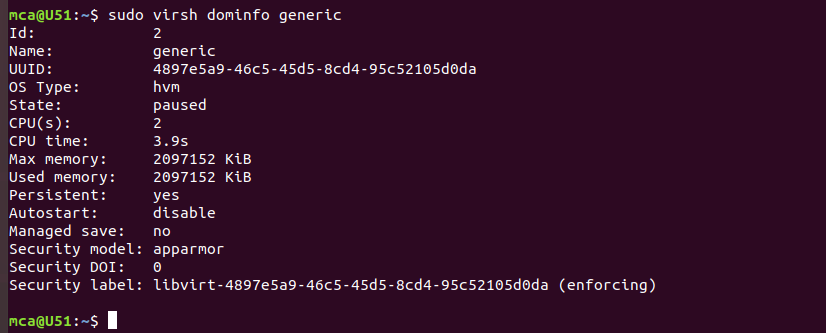 mca@U51:~$ sudo virsh dominfo generic
Id:             2
Name:           generic
UUID:           4897e5a9-46c5-45d5-8cd4-95c52105d0da
OS Type:        hvm
State:          paused
CPU(s):         2
CPU time:       3.9s
Max memory:     2097152 KiB
Used memory:    2097152 KiB
Persistent:     yes
Autostart:      disable
Managed save:   no
Security model: apparmor
Security DOI:   0
Security label: libvirt-4897e5a9-46c5-45d5-8cd4-95c52105d0da (enforcing)
mca@U51:~$